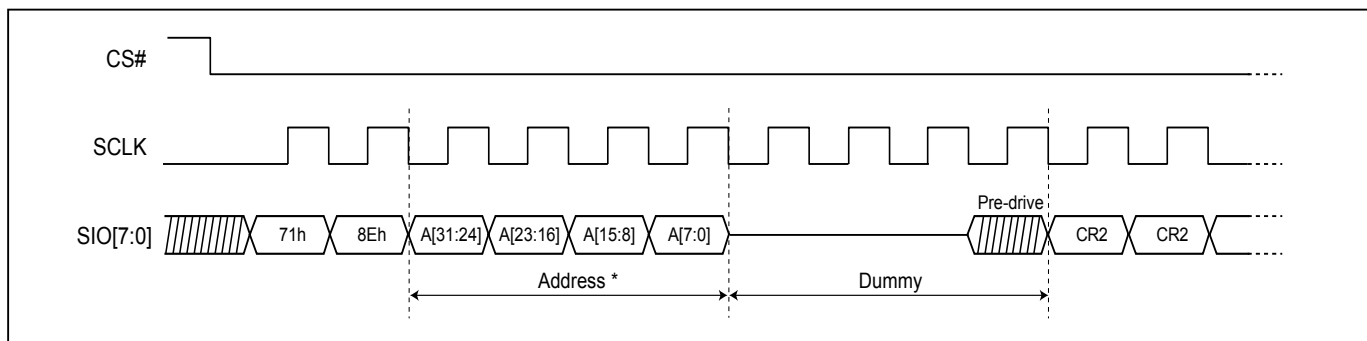 CS#
SCLK
Pre-drive
SIO[7:0] 71h 8Eh A[31:24] A[23:16] A[15:8] A[7:0] CR2 CR2
Address * Dummy